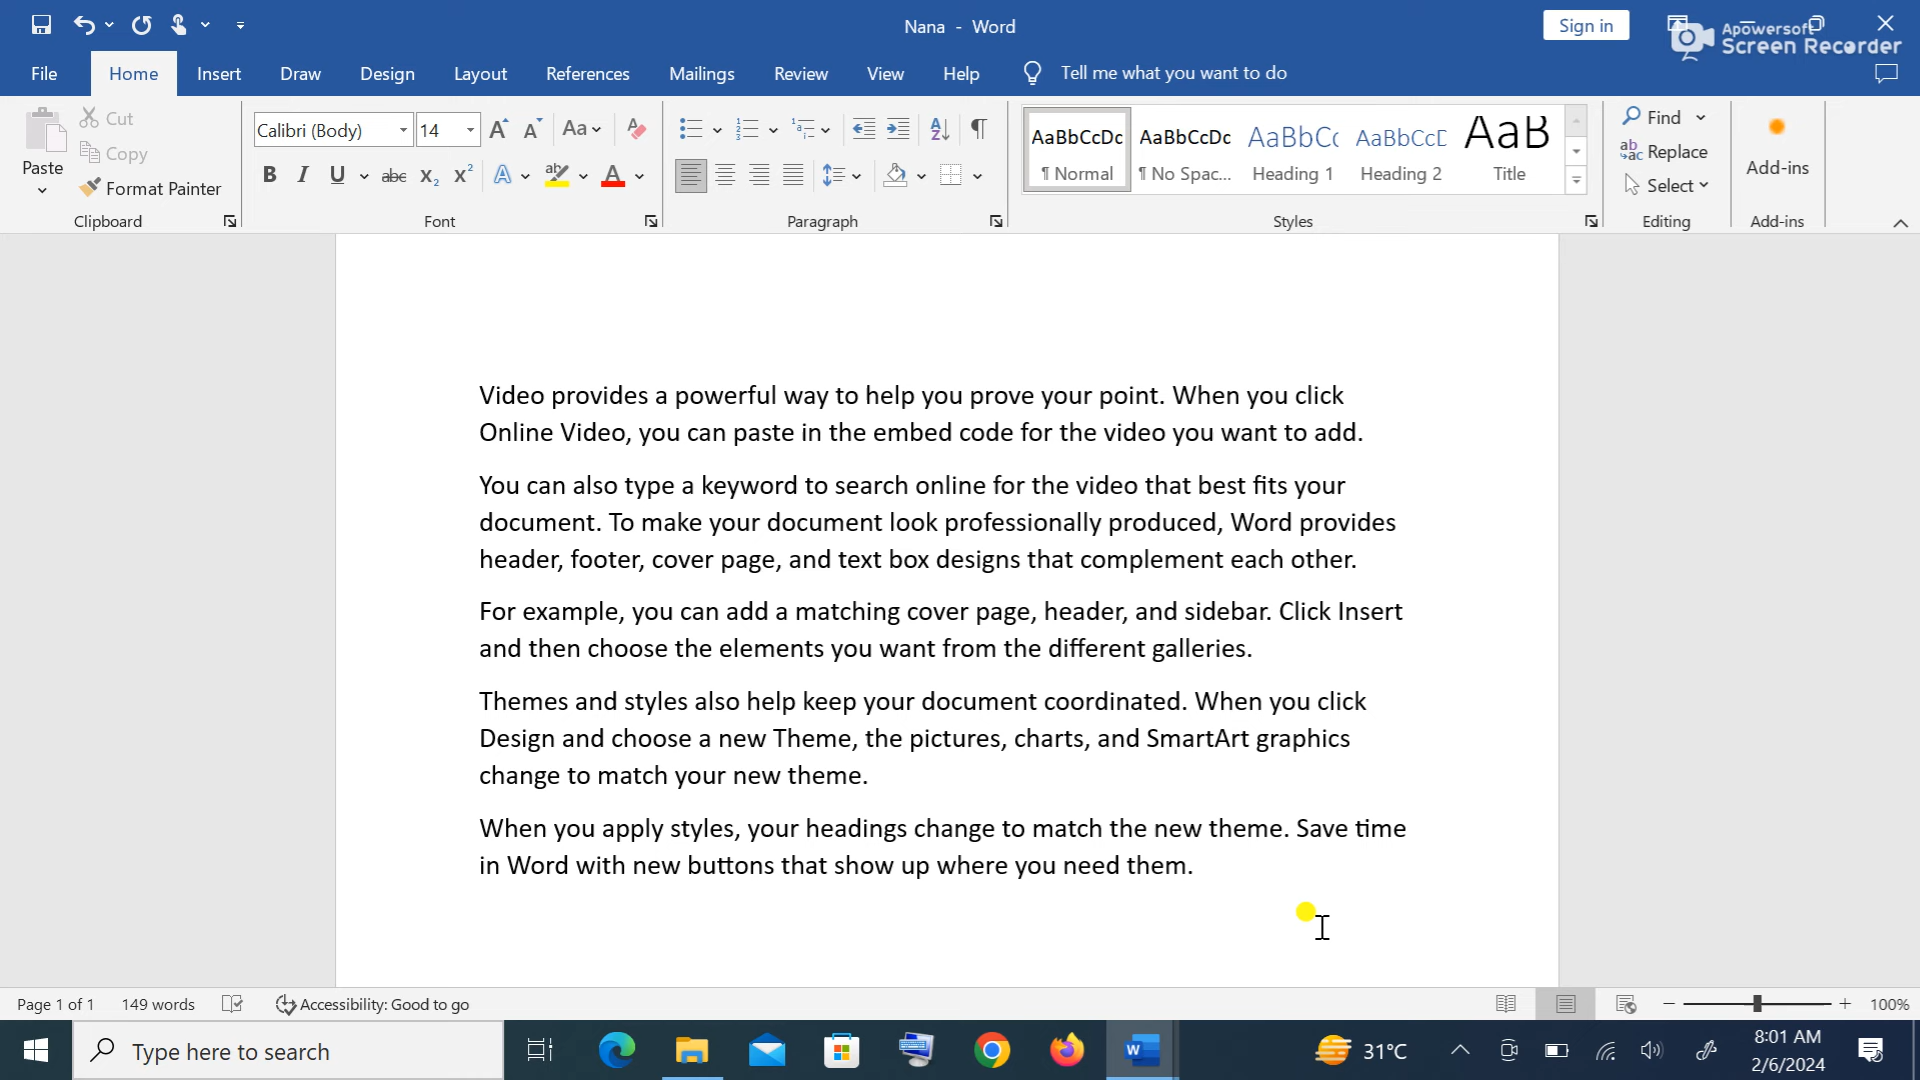 Nana - Word
Sign in
Apowersoft
Screen Recorder
File Home Insert Draw Design Layout References Mailings Review View Help Tell me what you want to do
Paste
Cut
Copy
Format Painter
Clipboard
Calibri (Body) 14
Font
Paragraph
AaBbCcDc AaBbCcDc AaBbCc AaBbCcD AaB
¶ Normal ¶ No Spac... Heading 1 Heading 2 Title
Styles
Find
Replace
Select
Editing
Add-ins
Add-ins
Video provides a powerful way to help you prove your point. When you click
Online Video, you can paste in the embed code for the video you want to add.
You can also type a keyword to search online for the video that best fits your
document. To make your document look professionally produced, Word provides
header, footer, cover page, and text box designs that complement each other.
For example, you can add a matching cover page, header, and sidebar. Click Insert
and then choose the elements you want from the different galleries.
Themes and styles also help keep your document coordinated. When you click
Design and choose a new Theme, the pictures, charts, and SmartArt graphics
change to match your new theme.
When you apply styles, your headings change to match the new theme. Save time
in Word with new buttons that show up where you need them.
Page 1 of 1 149 words Accessibility: Good to go 100%
Type here to search
31°C
8:01 AM
2/6/2024